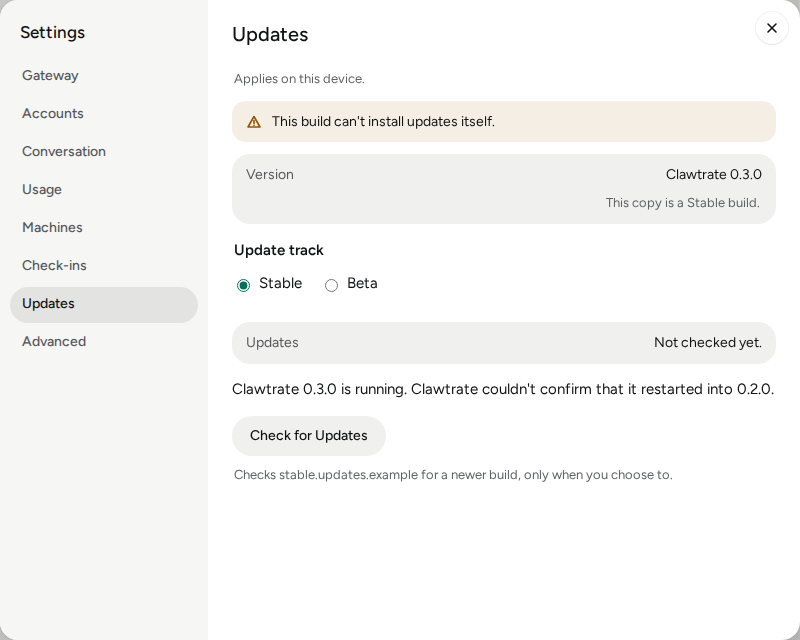 Settings
Gateway
Accounts
Conversation
Usage
Machines
Check-ins
Updates
Advanced
Updates
Applies on this device.
This build can't install updates itself.
Version
Clawtrate 0.3.0
This copy is a Stable build.
Update track
Stable
Beta
Updates
Not checked yet.
Clawtrate 0.3.0 is running. Clawtrate couldn't confirm that it restarted into 0.2.0.
Check for Updates
Checks stable.updates.example for a newer build, only when you choose to.